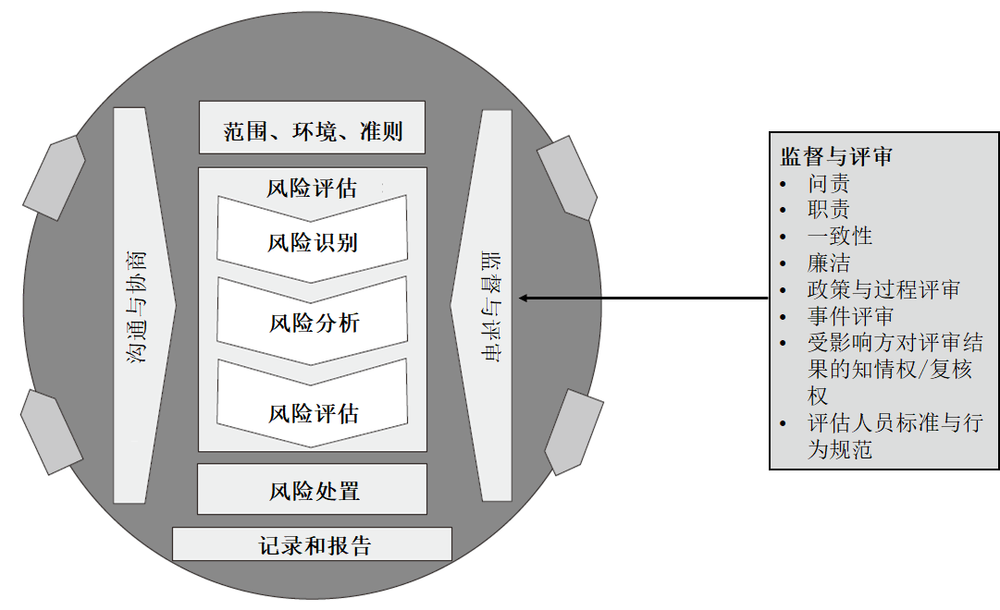 范围、环境、准则
风险评估
风险识别
风险分析
风险评估
风险处置
记录和报告
沟通与协商
监督与评审
监督与评审
• 问责
• 职责
• 一致性
• 廉洁
• 政策与过程评审
• 事件评审
• 受影响方对评审结
果的知情权/复核
权
• 评估人员标准与行
为规范